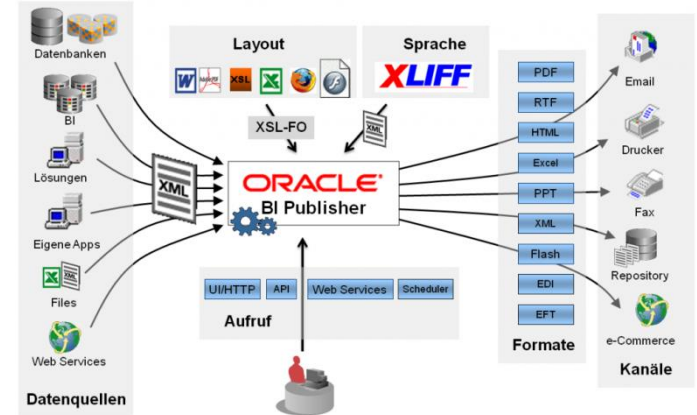 Datenbanken
BI
Lösungen
Eigene Apps
Files
Web Services
Datenquellen
XML
XML
Layout
W
XSL
XSL-FO
Sprache
XLIFF
XML
ORACLE
BI Publisher
UI/HTTP
API
Web Services
Scheduler
Aufruf
PDF
RTF
HTML
Excel
PPT
XML
Flash
EDI
EFT
Formate
Email
Drucker
Fax
Repository
e-Commerce
Kanäle